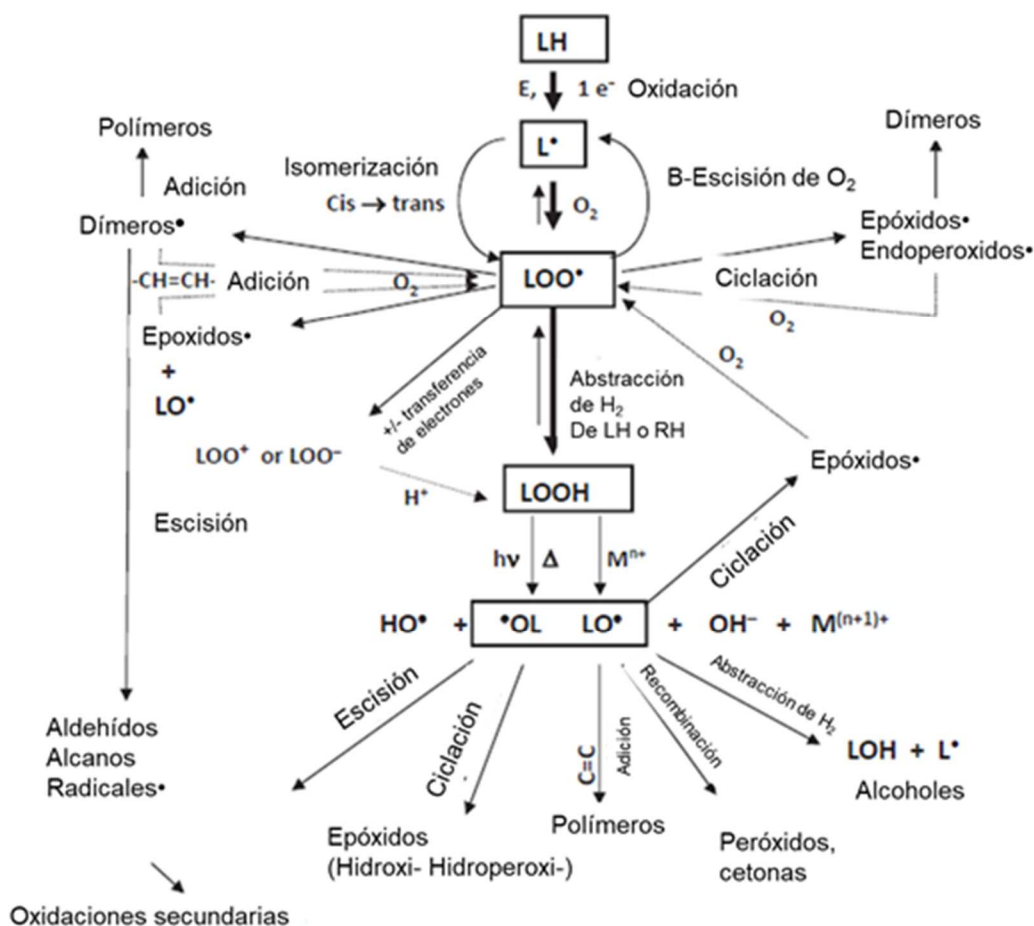 LH
E, 1 e⁻ Oxidación
Polímeros
L•
Dímeros
Isomerización
Adición
B-Escisión de O₂
Cis → trans
O₂
Dímeros•
Epóxidos•
Endoperoxidos•
-CH=CH- Adición
O₂
LOO•
Ciclación
O₂
Epoxidos•
+
LO•
O₂
+/- transferencia
de electrones
Abstracción
de H₂
De LH o RH
LOO⁺ or LOO⁻
Epóxidos•
H⁺
LOOH
Escisión
hν Δ Mⁿ⁺
Ciclación
HO• + •OL LO• + OH⁻ + M⁽ⁿ⁺¹⁾⁺
Escisión
Ciclación
C=C
Adición
Recombinación
Abstracción de H₂
Aldehídos
Alcanos
Radicales•
LOH + L•
Alcoholes
Polímeros
Epóxidos
(Hidroxi- Hidroperoxi-)
Peróxidos,
cetonas
Oxidaciones secundarias